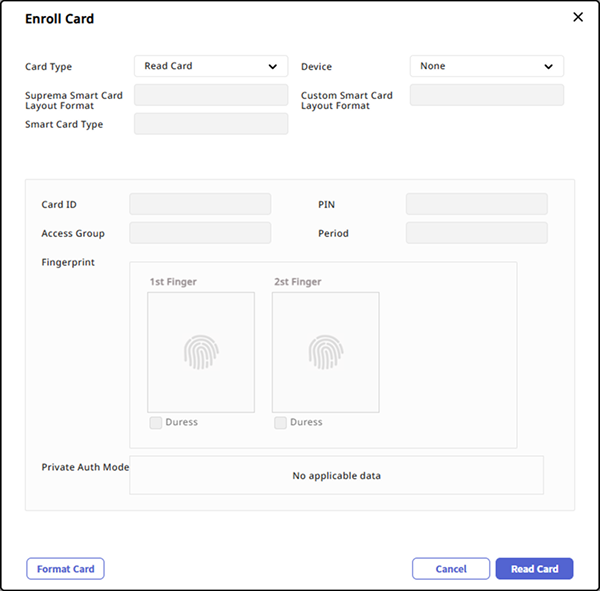 Enroll Card
Card Type Read Card Device None
Suprema Smart Card
Layout Format
Custom Smart Card
Layout Format
Smart Card Type
Card ID PIN
Access Group Period
Fingerprint
1st Finger 2st Finger
Duress Duress
Private Auth Mode No applicable data
Format Card Cancel Read Card